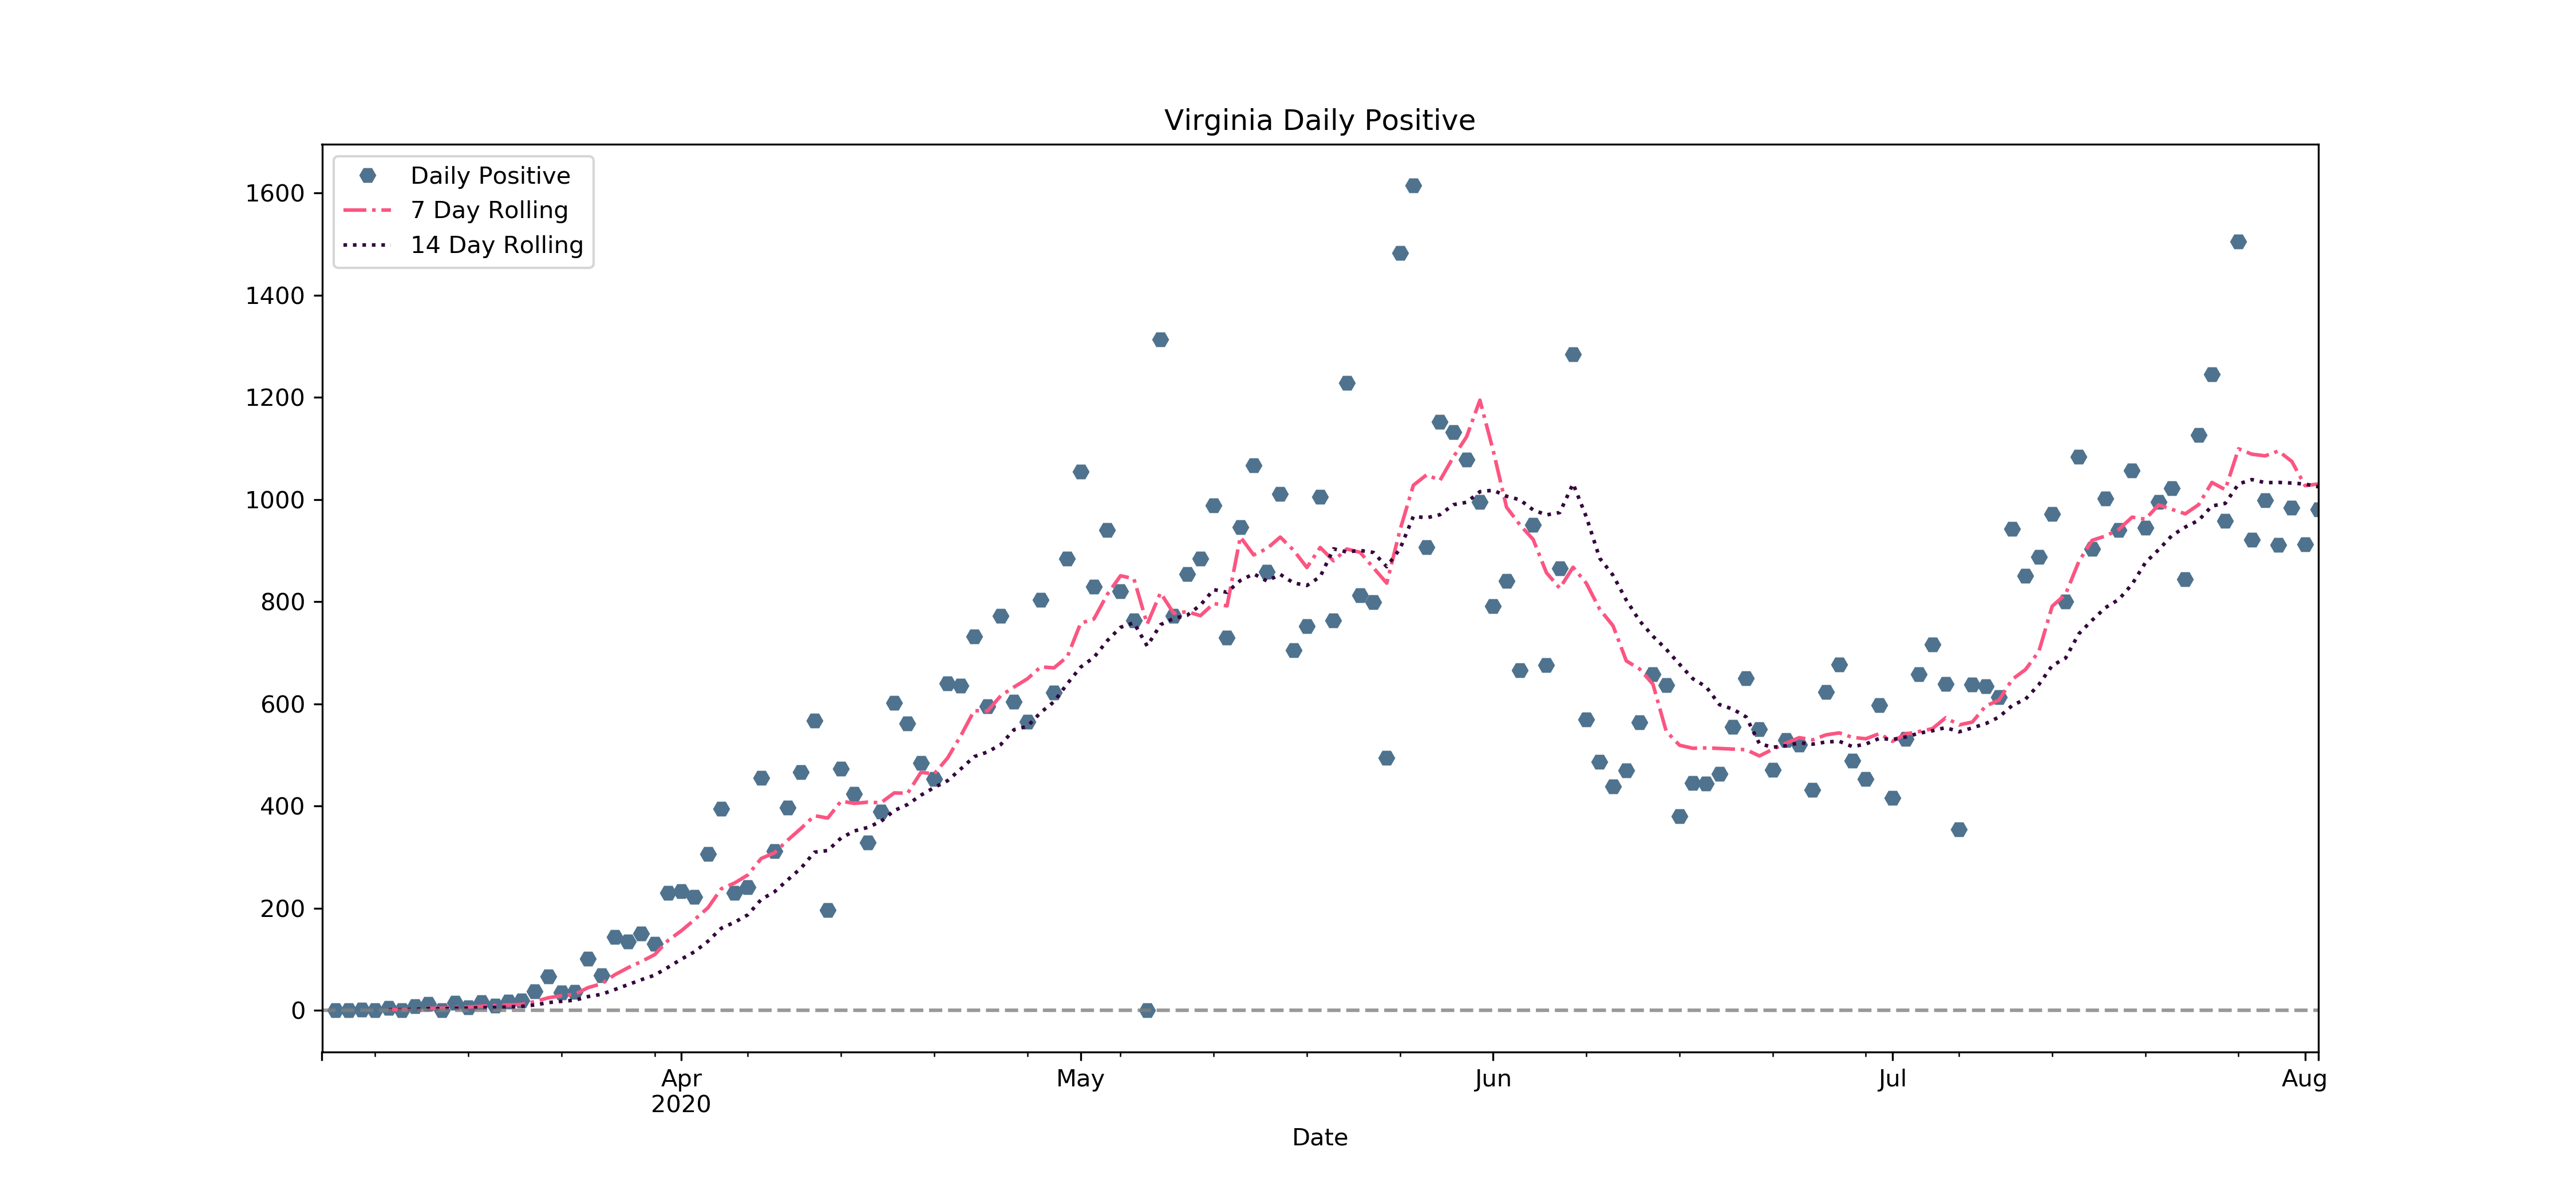 Virginia Daily Positive
Daily Positive
7 Day Rolling
14 Day Rolling
1600
1400
1200
1000
800
600
400
200
0
Apr May Jun Jul Aug
2020
Date